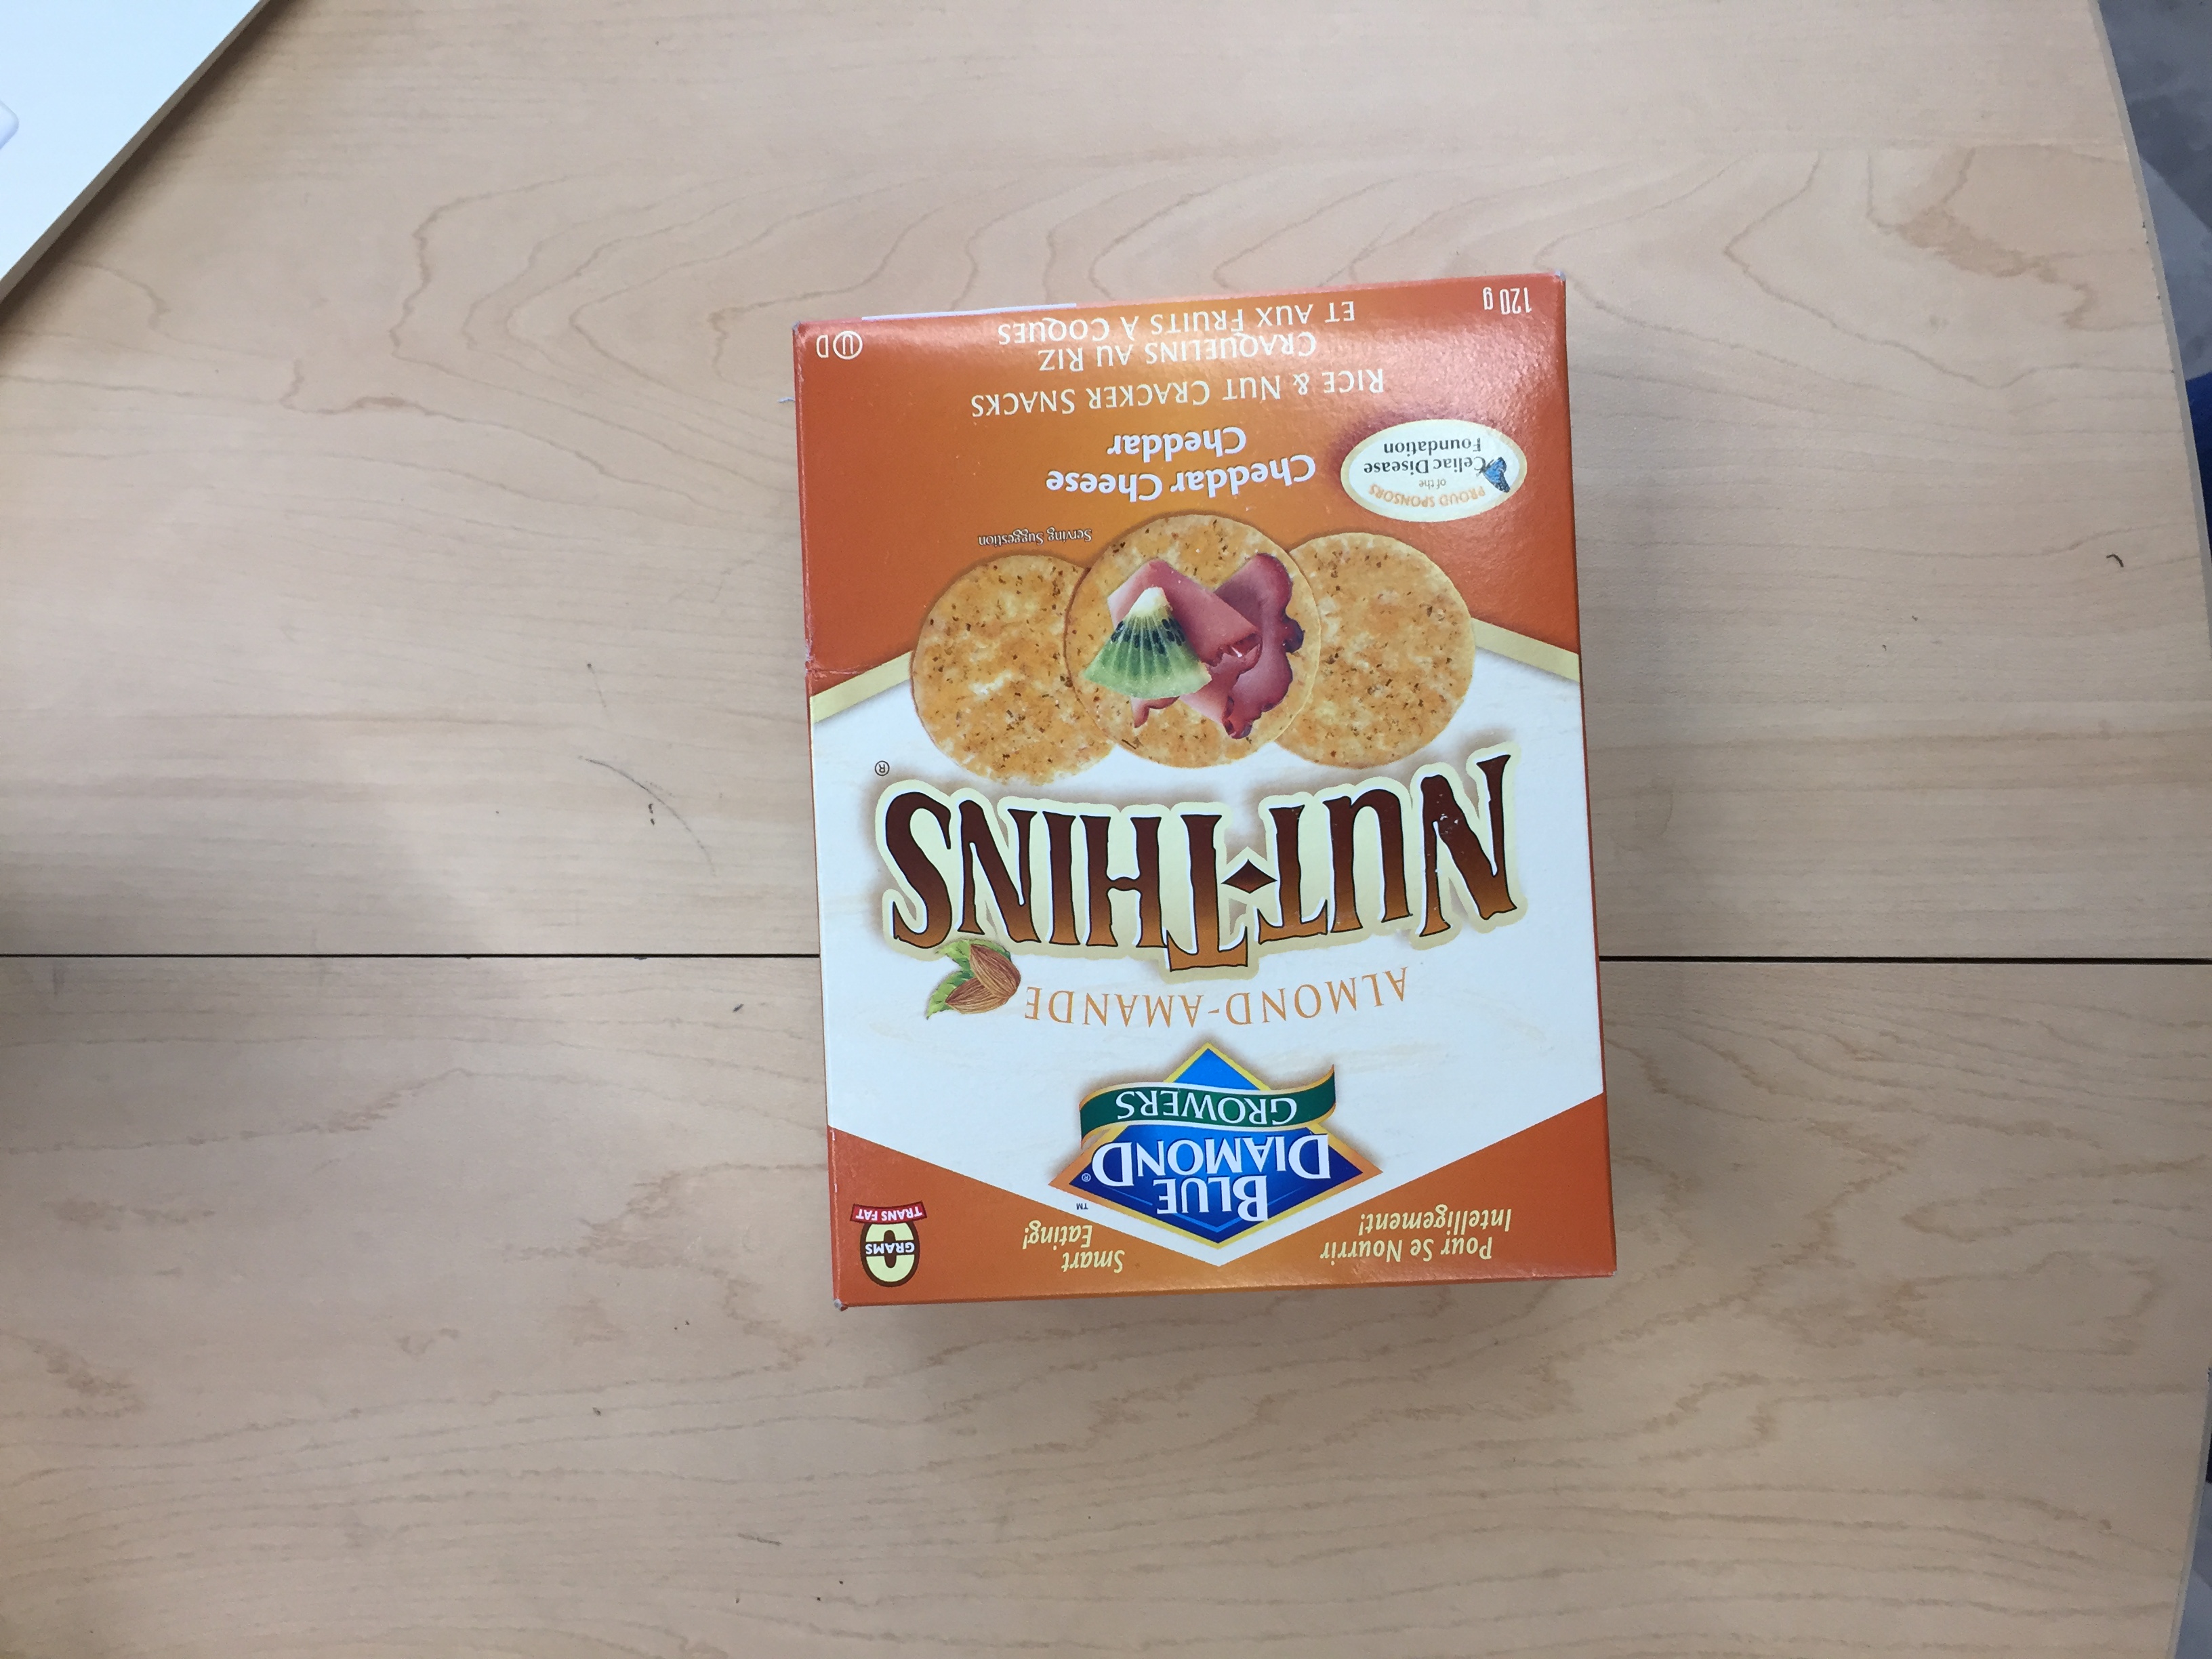 Pour Se Nourrir
Intelligement!
Smart
Eating!
0
GRAMS
TRANS FAT
BLUE
DIAMOND®
™
GROWERS
ALMOND-AMANDE
NUT-THINS
®
Serving Suggestion
PROUD SPONSORS
of the
Celiac Disease
Foundation
Cheddar Cheese
Cheddar
RICE & NUT CRACKER SNACKS
CRAQUELINS AU RIZ
ET AUX FRUITS À COQUES
120 g
U D